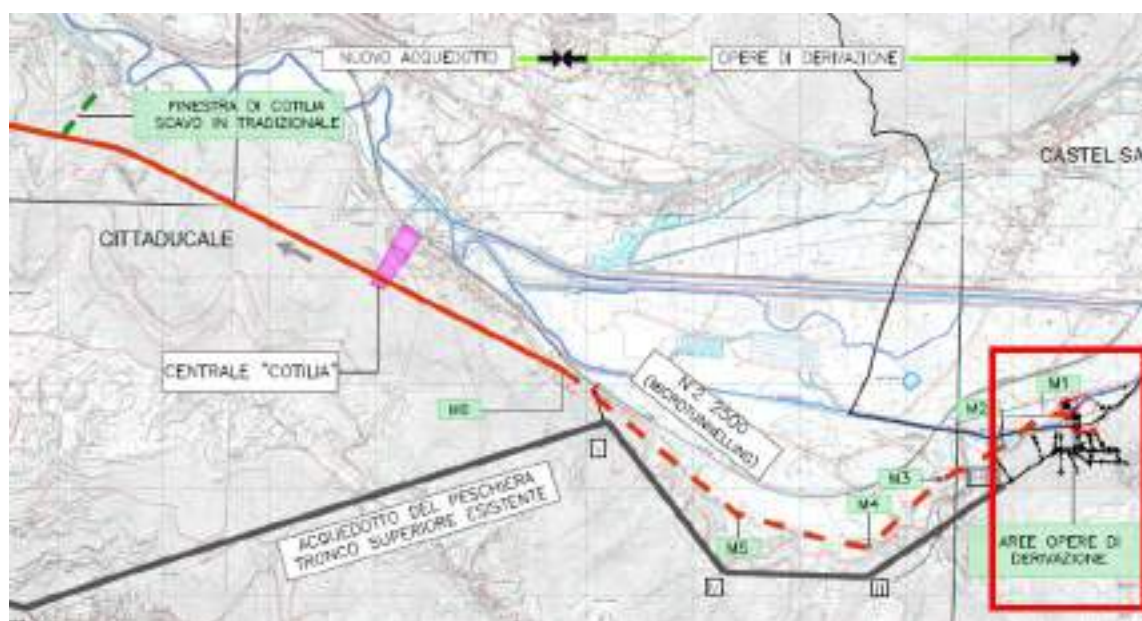 NUOVO ACQUEDOTTO
OPERE DI DERIVAZIONE
FINESTRA DI COTILIA
SCAVO IN TRADIZIONALE
CASTEL SA
CITTADUCALE
CENTRALE "COTILIA"
M6
N.2 2500
(MICROTUNNELLING)
M1
M2
M3
M4
M5
ACQUEDOTTO DEL PESCHIERA
TRONCO SUPERIORE ESISTENTE
AREE OPERE DI
DERIVAZIONE
III